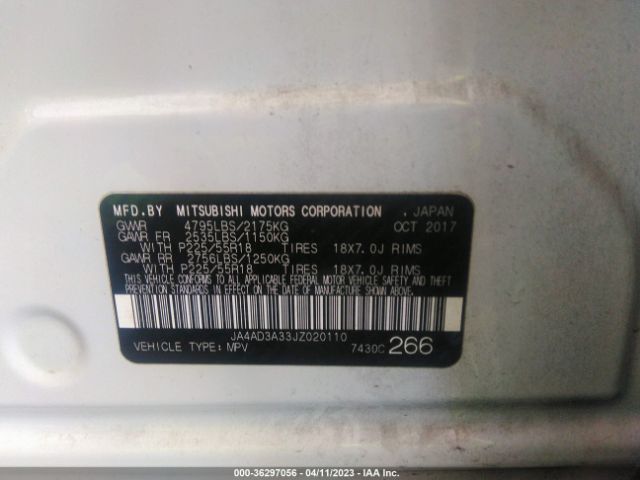 MFD.BY MITSUBISHI MOTORS CORPORATION . JAPAN
GVWR 4795LBS/2175KG OCT 2017
GAWR FR 2535LBS/1150KG
WITH P225/55R18 TIRES 18X7.0J RIMS
GAWR RR 2756LBS/1250KG
WITH P225/55R18 TIRES 18X7.0J RIMS
THIS VEHICLE CONFORMS TO ALL APPLICABLE FEDERAL MOTOR VEHICLE SAFETY AND
THEFT PREVENTION STANDARDS IN EFFECT ON THE DATE OF MANUFACTURE SHOWN ABOVE.
JA4AD3A33JZ020110
VEHICLE TYPE: MPV 7430C 266
000-36297056 - 04/11/2023 - IAA Inc.